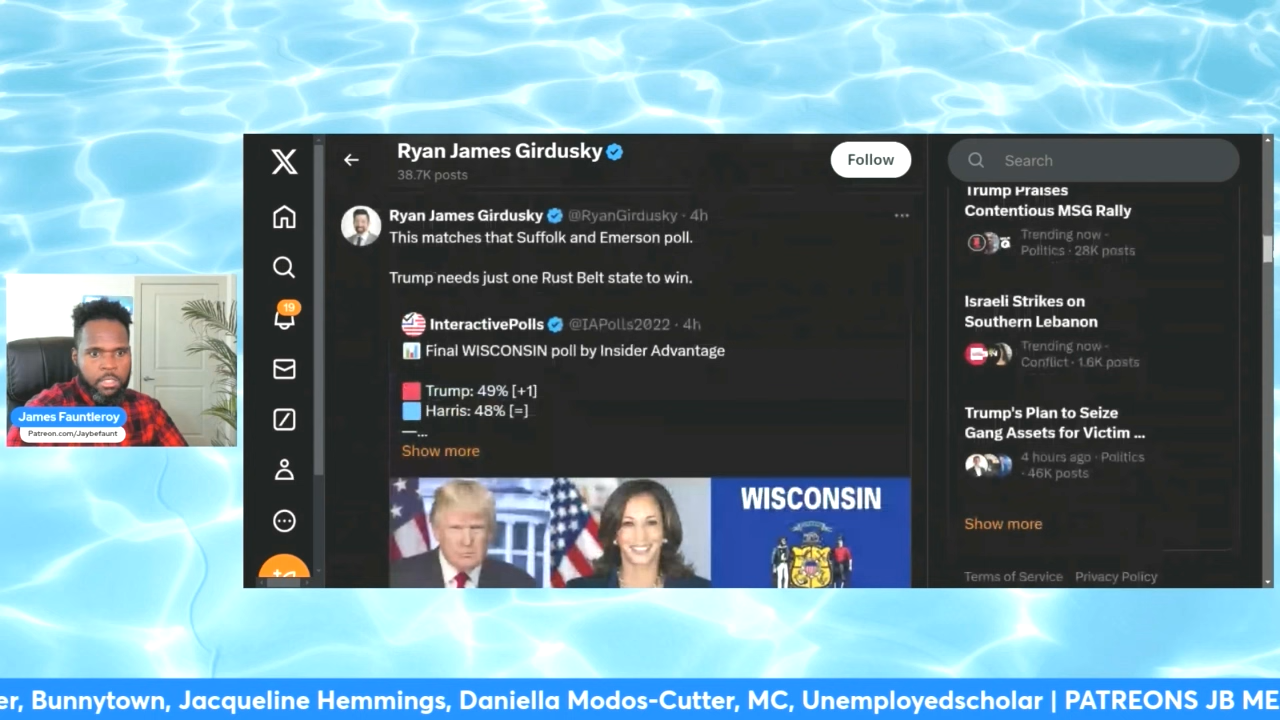 Ryan James Girdusky
38.7K posts
Follow
Search
Ryan James Girdusky @RyanGirdusky · 4h
This matches that Suffolk and Emerson poll.
Trump needs just one Rust Belt state to win.
InteractivePolls @IAPolls2022 · 4h
Final WISCONSIN poll by Insider Advantage
Trump: 49% [+1]
Harris: 48% [=]
—...
Show more
WISCONSIN
Trump Praises
Contentious MSG Rally
Trending now ·
Politics · 28K posts
Israeli Strikes on
Southern Lebanon
Trending now ·
Conflict · 1.6K posts
Trump's Plan to Seize
Gang Assets for Victim ...
4 hours ago · Politics
· 46K posts
Show more
Terms of Service Privacy Policy
19
James Fauntleroy
Patreon.com/Jaybefaunt
er, Bunnytown, Jacqueline Hemmings, Daniella Modos-Cutter, MC, Unemployedscholar | PATREONS JB ME